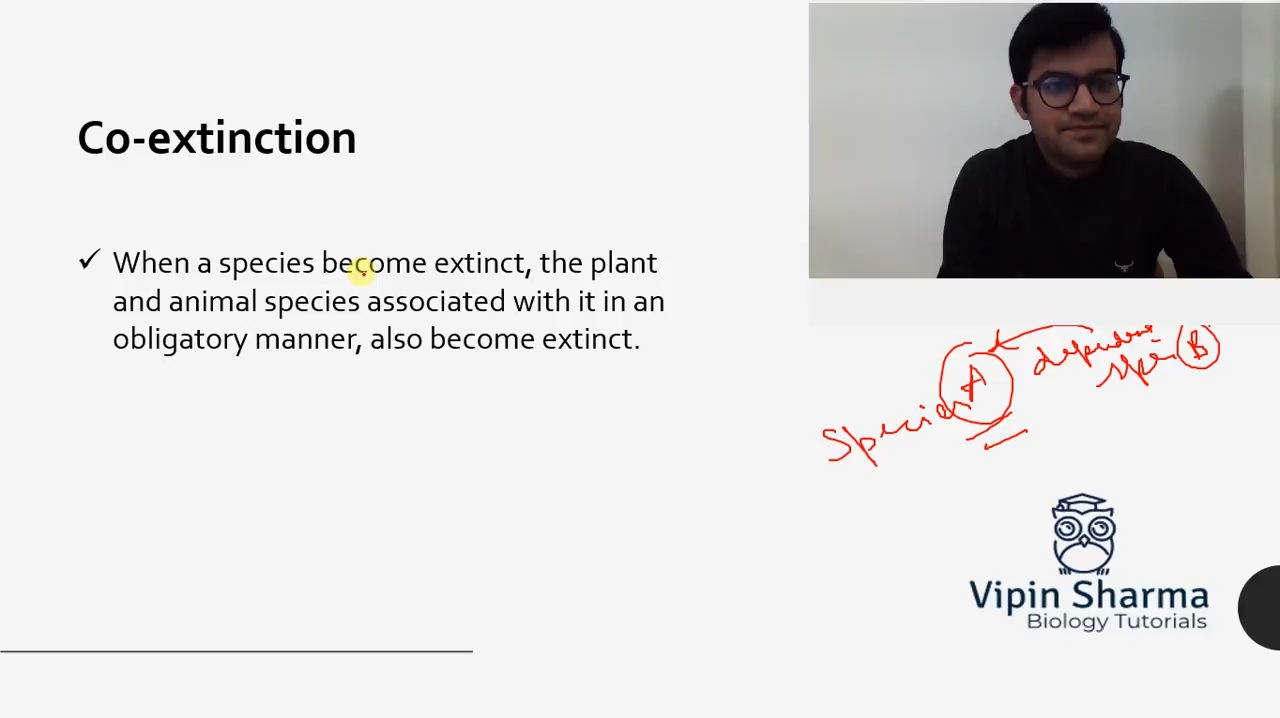 Co-extinction
✓ When a species become extinct, the plant
and animal species associated with it in an
obligatory manner, also become extinct.
dependent
B
A
Species
Vipin Sharma
Biology Tutorials